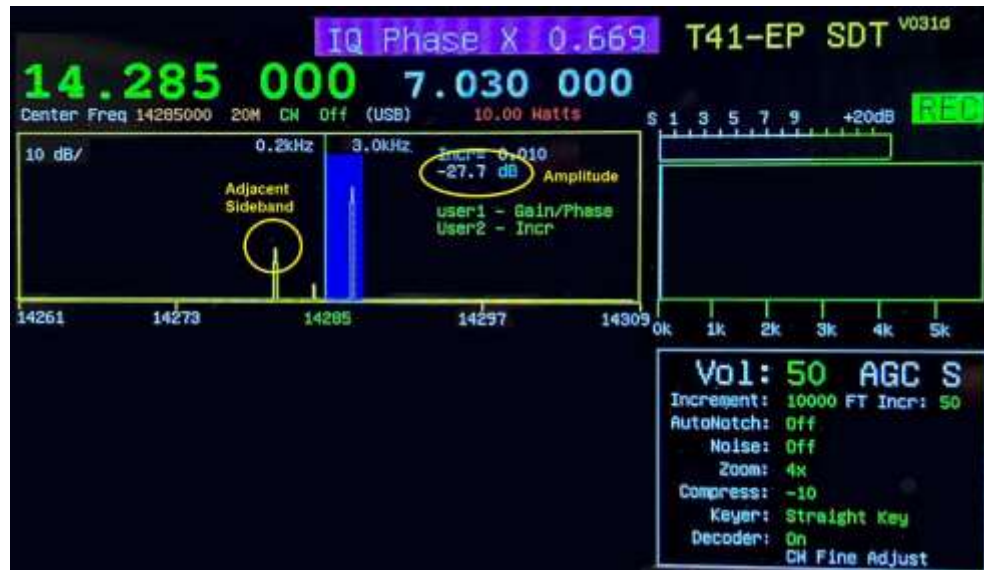 IQ Phase X 0.669
T41-EP SDT V031d
14.285 000 7.030 000
Center Freq 14285000 20M CW Off (USB) 10.00 Watts
S 1 3 5 7 9 +20dB
REC
10 dB/ 0.2kHz 3.0kHz
Incr= 0.010
-27.7 dB
Amplitude
Adjacent
Sideband
user1 - Gain/Phase
User2 - Incr
14261 14273 14285 14297 14309
0k 1k 2k 3k 4k 5k
Vol: 50 AGC S
Increment: 10000 FT Incr: 50
AutoNotch: Off
Noise: Off
Zoom: 4x
Compress: -10
Keyer: Straight Key
Decoder: On
CW Fine Adjust